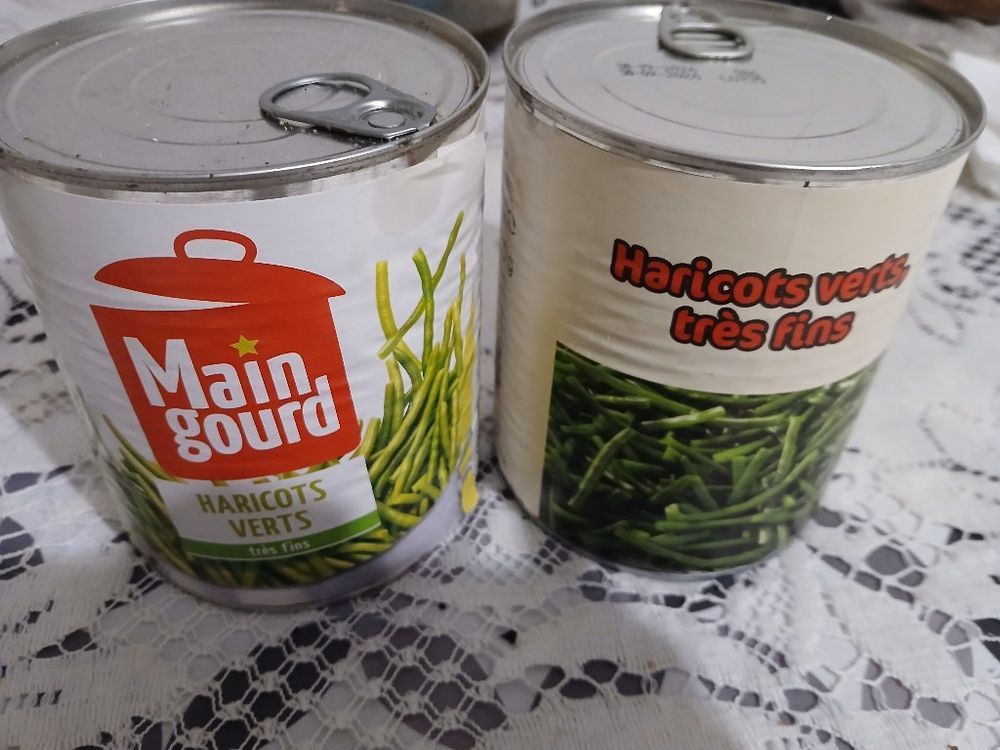 Main
gourd
HARICOTS
VERTS
très fins
Haricots verts,
très fins